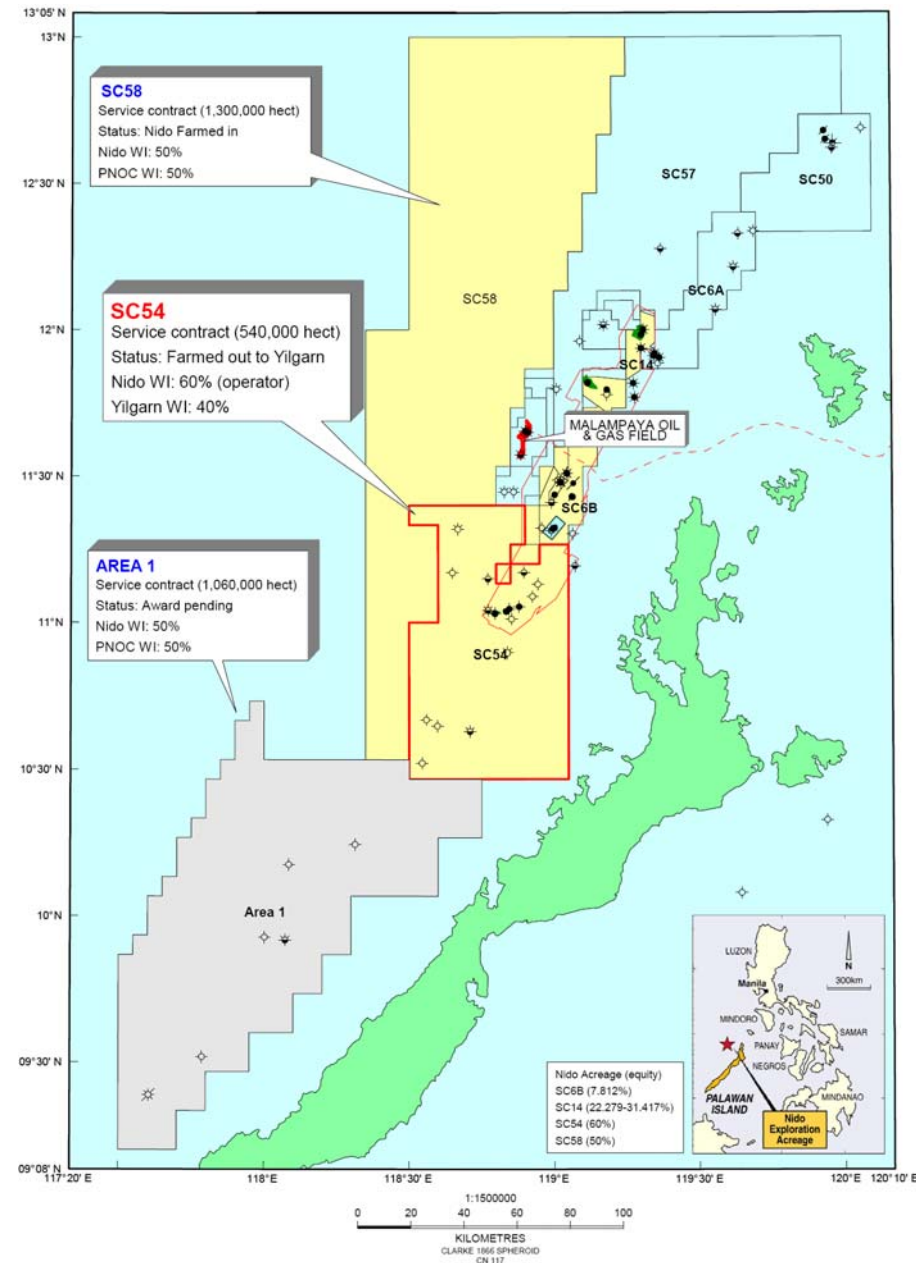 13°05' N
13° N
SC58
Service contract (1,300,000 hect)
Status: Nido Farmed in
Nido WI: 50%
PNOC WI: 50%
12°30' N
SC57
SC50
SC6A
SC58
SC54
Service contract (540,000 hect)
Status: Farmed out to Yilgarn
Nido WI: 60% (operator)
Yilgarn WI: 40%
12° N
SC14
MALAMPAYA OIL
& GAS FIELD
11°30' N
SC6B
AREA 1
Service contract (1,060,000 hect)
Status: Award pending
Nido WI: 50%
PNOC WI: 50%
11° N
SC54
10°30' N
10° N
Area 1
LUZON
N
Manila
300km
MINDORO
SAMAR
PANAY
NEGROS
MINDANAO
PALAWAN
ISLAND
Nido
Exploration
Acreage
09°30' N
Nido Acreage (equity)
SC6B (7.812%)
SC14 (22.279-31.417%)
SC54 (60%)
SC58 (50%)
09°08' N
117°20' E
118° E
118°30' E
119° E
119°30' E
120° E
120°10' E
1:1500000
0 20 40 60 80 100
KILOMETRES
CLARKE 1866 SPHEROID
CN 117